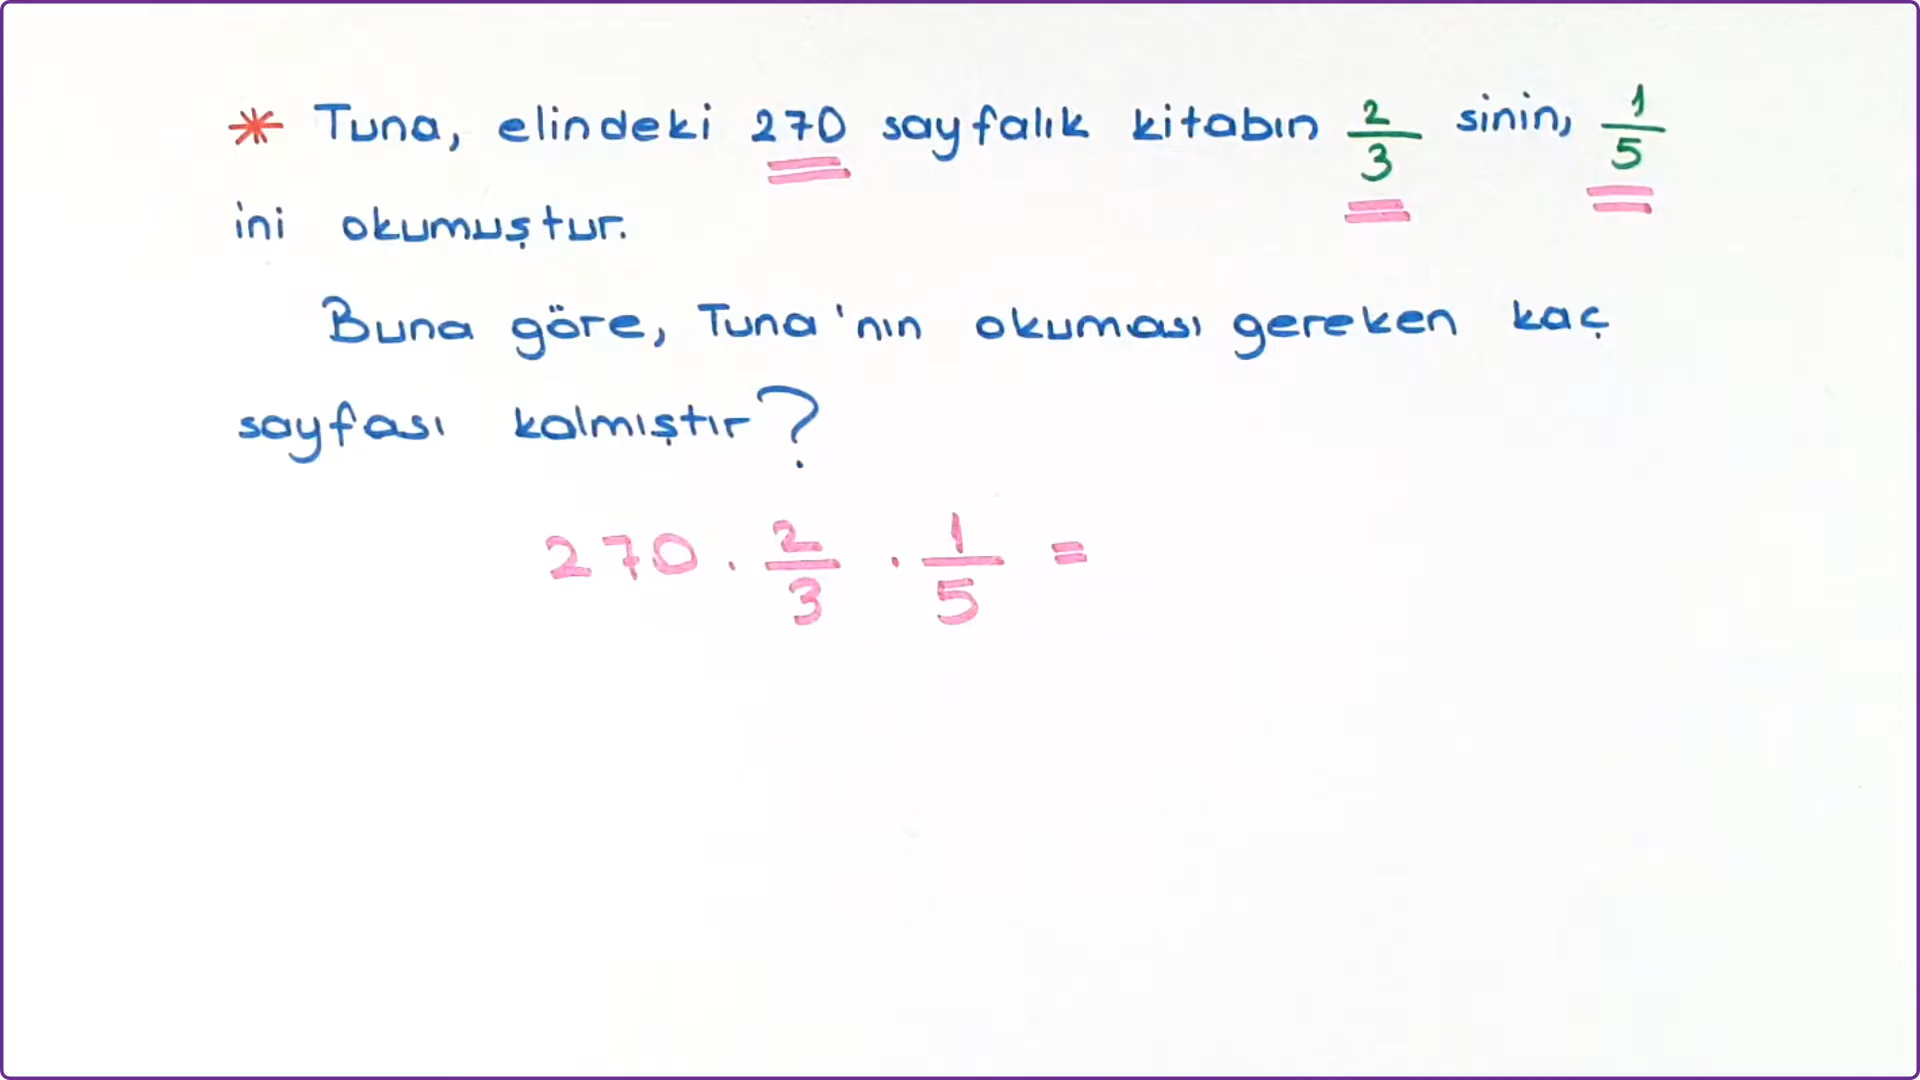 * Tuna, elindeki 270 sayfalık kitabın 2/3 sinin, 1/5
ini okumuştur.
Buna göre, Tuna'nın okuması gereken kaç
sayfası kalmıştır?
270 . 2/3 . 1/5 =